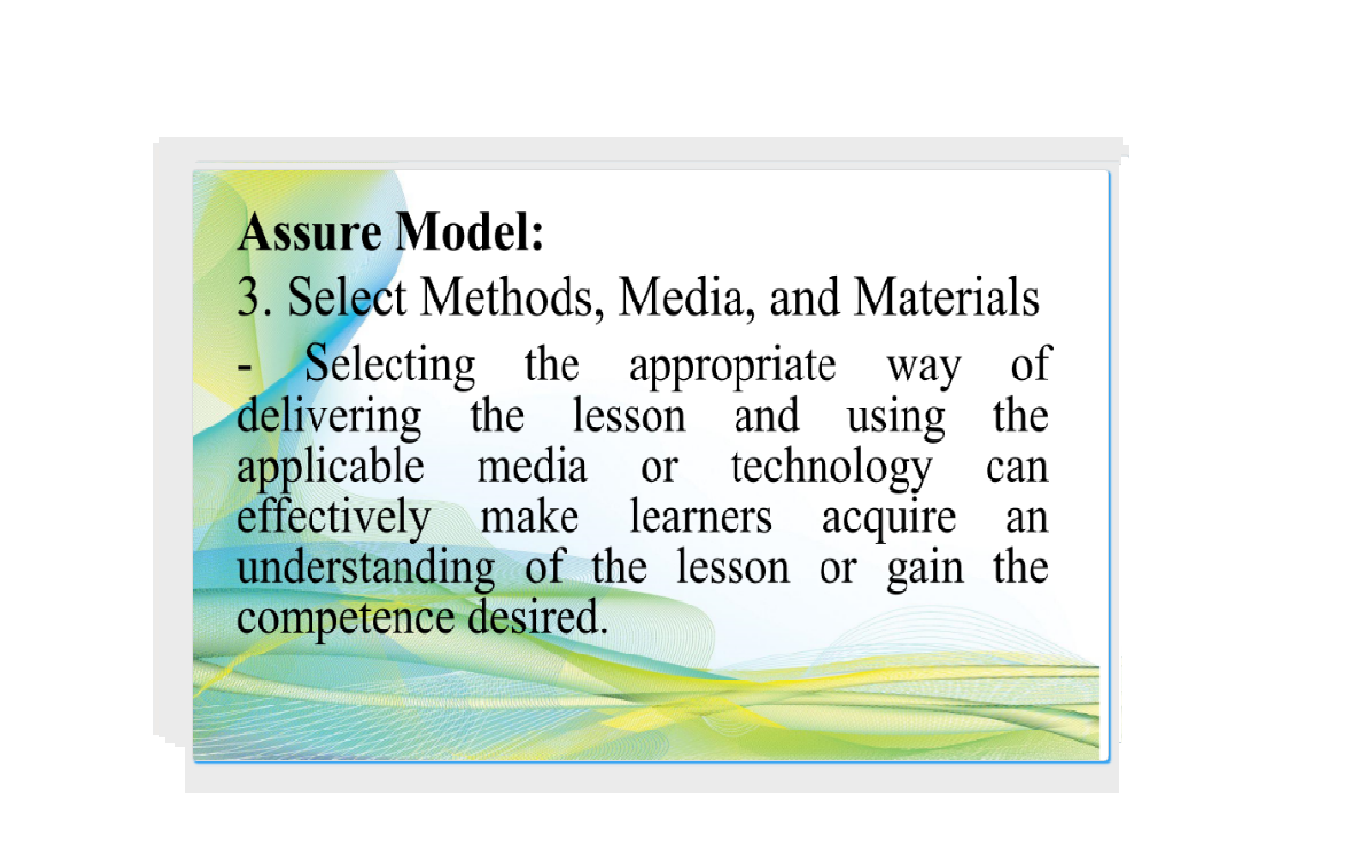 Assure Model:
3. Select Methods, Media, and Materials
- Selecting the appropriate way of
delivering the lesson and using the
applicable media or technology can
effectively make learners acquire an
understanding of the lesson or gain the
competence desired.